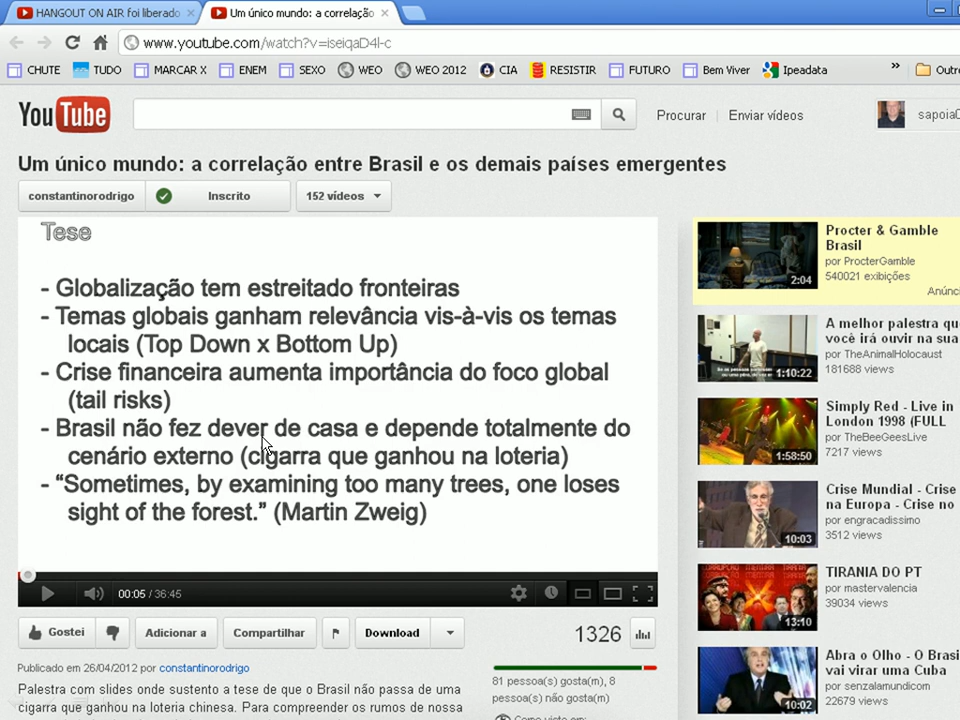 HANGOUT ON AIR foi liberado
Um único mundo: a correlação
www.youtube.com/watch?v=iseiqaD4l-c
CHUTE TUDO MARCAR X ENEM SEXO WEO WEO 2012 CIA RESISTIR FUTURO Bem Viver Ipeadata » Outro
YouTube
Procurar | Enviar vídeos
sapoia0
Um único mundo: a correlação entre Brasil e os demais países emergentes
constantinorodrigo Inscrito 152 vídeos
Tese
- Globalização tem estreitado fronteiras
- Temas globais ganham relevância vis-à-vis os temas
locais (Top Down x Bottom Up)
- Crise financeira aumenta importância do foco global
(tail risks)
- Brasil não fez dever de casa e depende totalmente do
cenário externo (cigarra que ganhou na loteria)
- “Sometimes, by examining too many trees, one loses
sight of the forest.” (Martin Zweig)
00:05 / 36:45
Gostei Adicionar a Compartilhar Download 1326
Publicado em 26/04/2012 por constantinorodrigo
Palestra com slides onde sustento a tese de que o Brasil não passa de uma
cigarra que ganhou na loteria chinesa. Para compreender os rumos de nossa
81 pessoa(s) gosta(m), 8
pessoa(s) não gosta(m)
Como visto em:
2:04
Procter & Gamble
Brasil
por ProcterGamble
540021 exibições
Anúnci
1:10:22
A melhor palestra que
você irá ouvir na sua
por TheAnimalHolocaust
181688 views
1:58:50
Simply Red - Live in
London 1998 (FULL
por TheBeeGeesLive
7217 views
10:03
Crise Mundial - Crise
na Europa - Crise no
por engracadissimo
3512 views
13:10
TIRANIA DO PT
por mastervalencia
39034 views
10:02
Abra o Olho - O Brasi
vai virar uma Cuba
por senzalamundicom
22679 views